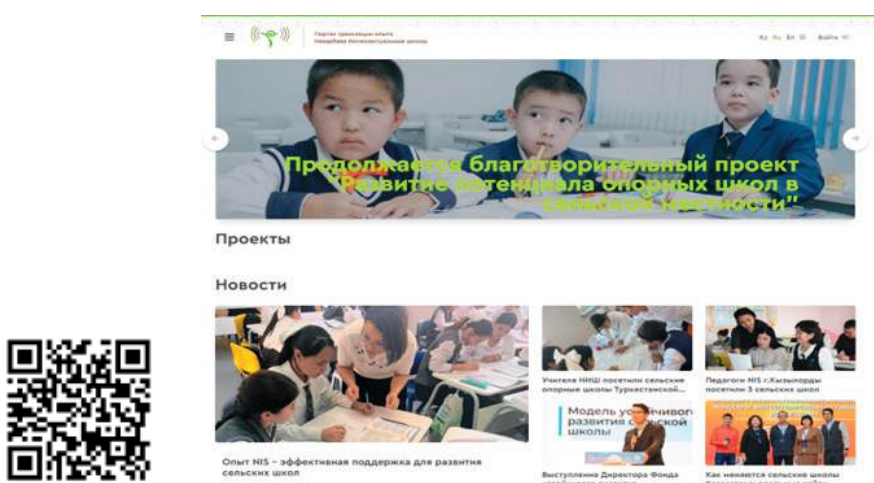 Портал трансляции опыта
Назарбаев Интеллектуальные школы
Kz Ru En
Войти
Продолжается благотворительный проект
"Развитие потенциала опорных школ в
сельской местности"
Проекты
Новости
Опыт NIS – эффективная поддержка для развития
сельских школ
Учителя НИШ посетили сельские
опорные школы Туркестанской...
Педагоги NIS г.Кызылорды
посетили 3 сельских школ
Модель устойчивого
развития сельской
школы
Выступление Директора Фонда
Как меняются сельские школы